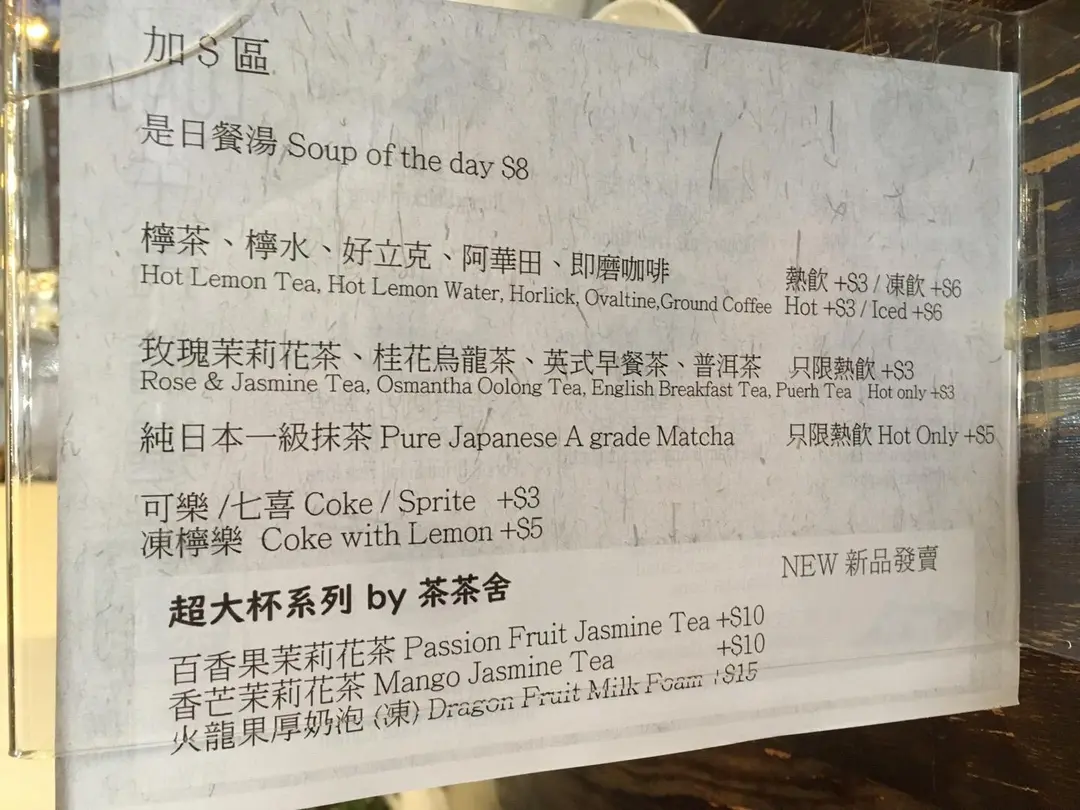 加 $ 區
是日餐湯 Soup of the day $8
檸茶、檸水、好立克、阿華田、即磨咖啡 熱飲 +$3 / 凍飲 +$6
Hot Lemon Tea, Hot Lemon Water, Horlick, Ovaltine,Ground Coffee Hot +$3 / Iced +$6
玫瑰茉莉花茶、桂花烏龍茶、英式早餐茶、普洱茶 只限熱飲 +$3
Rose & Jasmine Tea, Osmantha Oolong Tea, English Breakfast Tea, Puerh Tea Hot only +$3
純日本一級抹茶 Pure Japanese A grade Matcha 只限熱飲 Hot Only +$5
可樂 /七喜 Coke / Sprite +$3
凍檸樂 Coke with Lemon +$5
NEW 新品發賣
超大杯系列 by 茶茶舍
百香果茉莉花茶 Passion Fruit Jasmine Tea +$10
香芒茉莉花茶 Mango Jasmine Tea +$10
火龍果厚奶泡 (凍) Dragon Fruit Milk Foam +$15